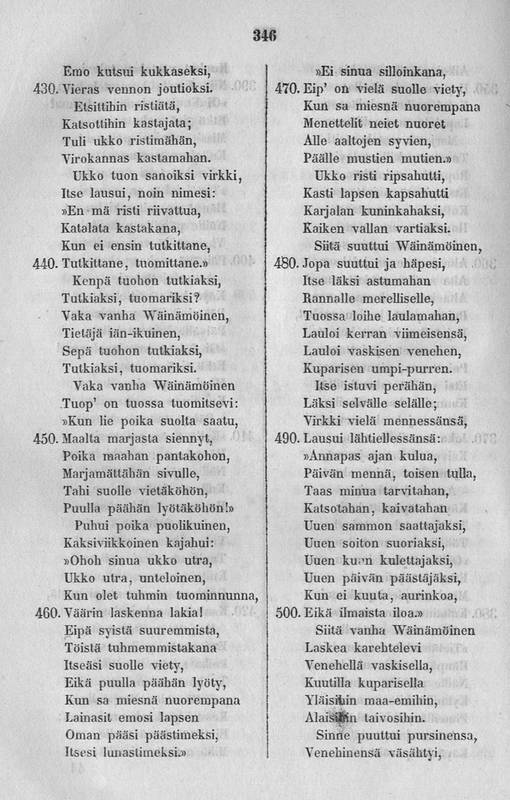 346
Emo kutsui kukkaseksi,
430. Vieras vennon joutioksi.
Etsittihin ristiätä,
Katsottihin kastajata;
Tuli ukko ristimähän,
Virokannas kastamahan.
Ukko tuon sanoiksi virkki,
Itse lausui, noin nimesi:
»En mä risti riivattua,
Katalata kastakana,
Kun ei ensin tutkittane,
440. Tutkittane, tuomittane.»
Kenpä tuohon tutkiaksi,
Tutkiaksi, tuomariksi?
Vaka vanha Wäinämöinen,
Tietäjä iän-ikuinen,
Sepä tuohon tutkiaksi,
Tutkiaksi, tuomariksi.
Vaka vanha Wäinämöinen
Tuop' on tuossa tuomitsevi:
»Kun lie poika suolta saatu,
450. Maalta marjasta siennyt,
Poika maahan pantakohon,
Marjamättähän sivulle,
Tahi suolle vietäköhön,
Puulla päähän lyötäköhön!»
Puhui poika puolikuinen,
Kaksiviikkoinen kajahui:
»Ohoh sinua ukko utra,
Ukko utra, unteloinen,
Kun olet tuhmin tuominnunna,
460. Väärin laskenna lakia!
Eipä syistä suuremmista,
Töistä tuhmemmistakana
Itseäsi suolle viety,
Eikä puulla päähän lyöty,
Kun sa miesnä nuorempana
Lainasit emosi lapsen
Oman pääsi päästimeksi,
Itsesi lunastimeksi.»
»Ei sinua silloinkana,
470. Eip' on vielä suolle viety,
Kun sa miesnä nuorempana
Menettelit neiet nuoret
Alle aaltojen syvien,
Päälle mustien mutien.»
Ukko risti ripsahutti,
Kasti lapsen kapsahutti
Karjalan kuninkahaksi,
Kaiken vallan vartiaksi.
Siitä suuttui Wäinämöinen,
480. Jopa suuttui ja häpesi,
Itse läksi astumahan
Rannalle merelliselle,
Tuossa loihe laulamahan,
Lauloi kerran viimeisensä,
Lauloi vaskisen venehen,
Kuparisen umpi-purren.
Itse istuvi perähän,
Läksi selvälle selälle;
Virkki vielä mennessänsä,
490. Lausui lähtiellessänsä:
»Annapas ajan kulua,
Päivän mennä, toisen tulla,
Taas minua tarvitahan,
Katsotahan, kaivatahan
Uuen sammon saattajaksi,
Uuen soiton suoriaksi,
Uuen kuun kulettajaksi,
Uuen päivän päästäjäksi,
Kun ei kuuta, aurinkoa,
500. Eikä ilmaista iloa.»
Siitä vanha Wäinämöinen
Laskea karehtelevi
Venehellä vaskisella,
Kuutilla kuparisella
Yläisihin maa-emihin,
Alaisihin taivosihin.
Sinne puuttui pursinensa,
Venehinensä väsähtyi,